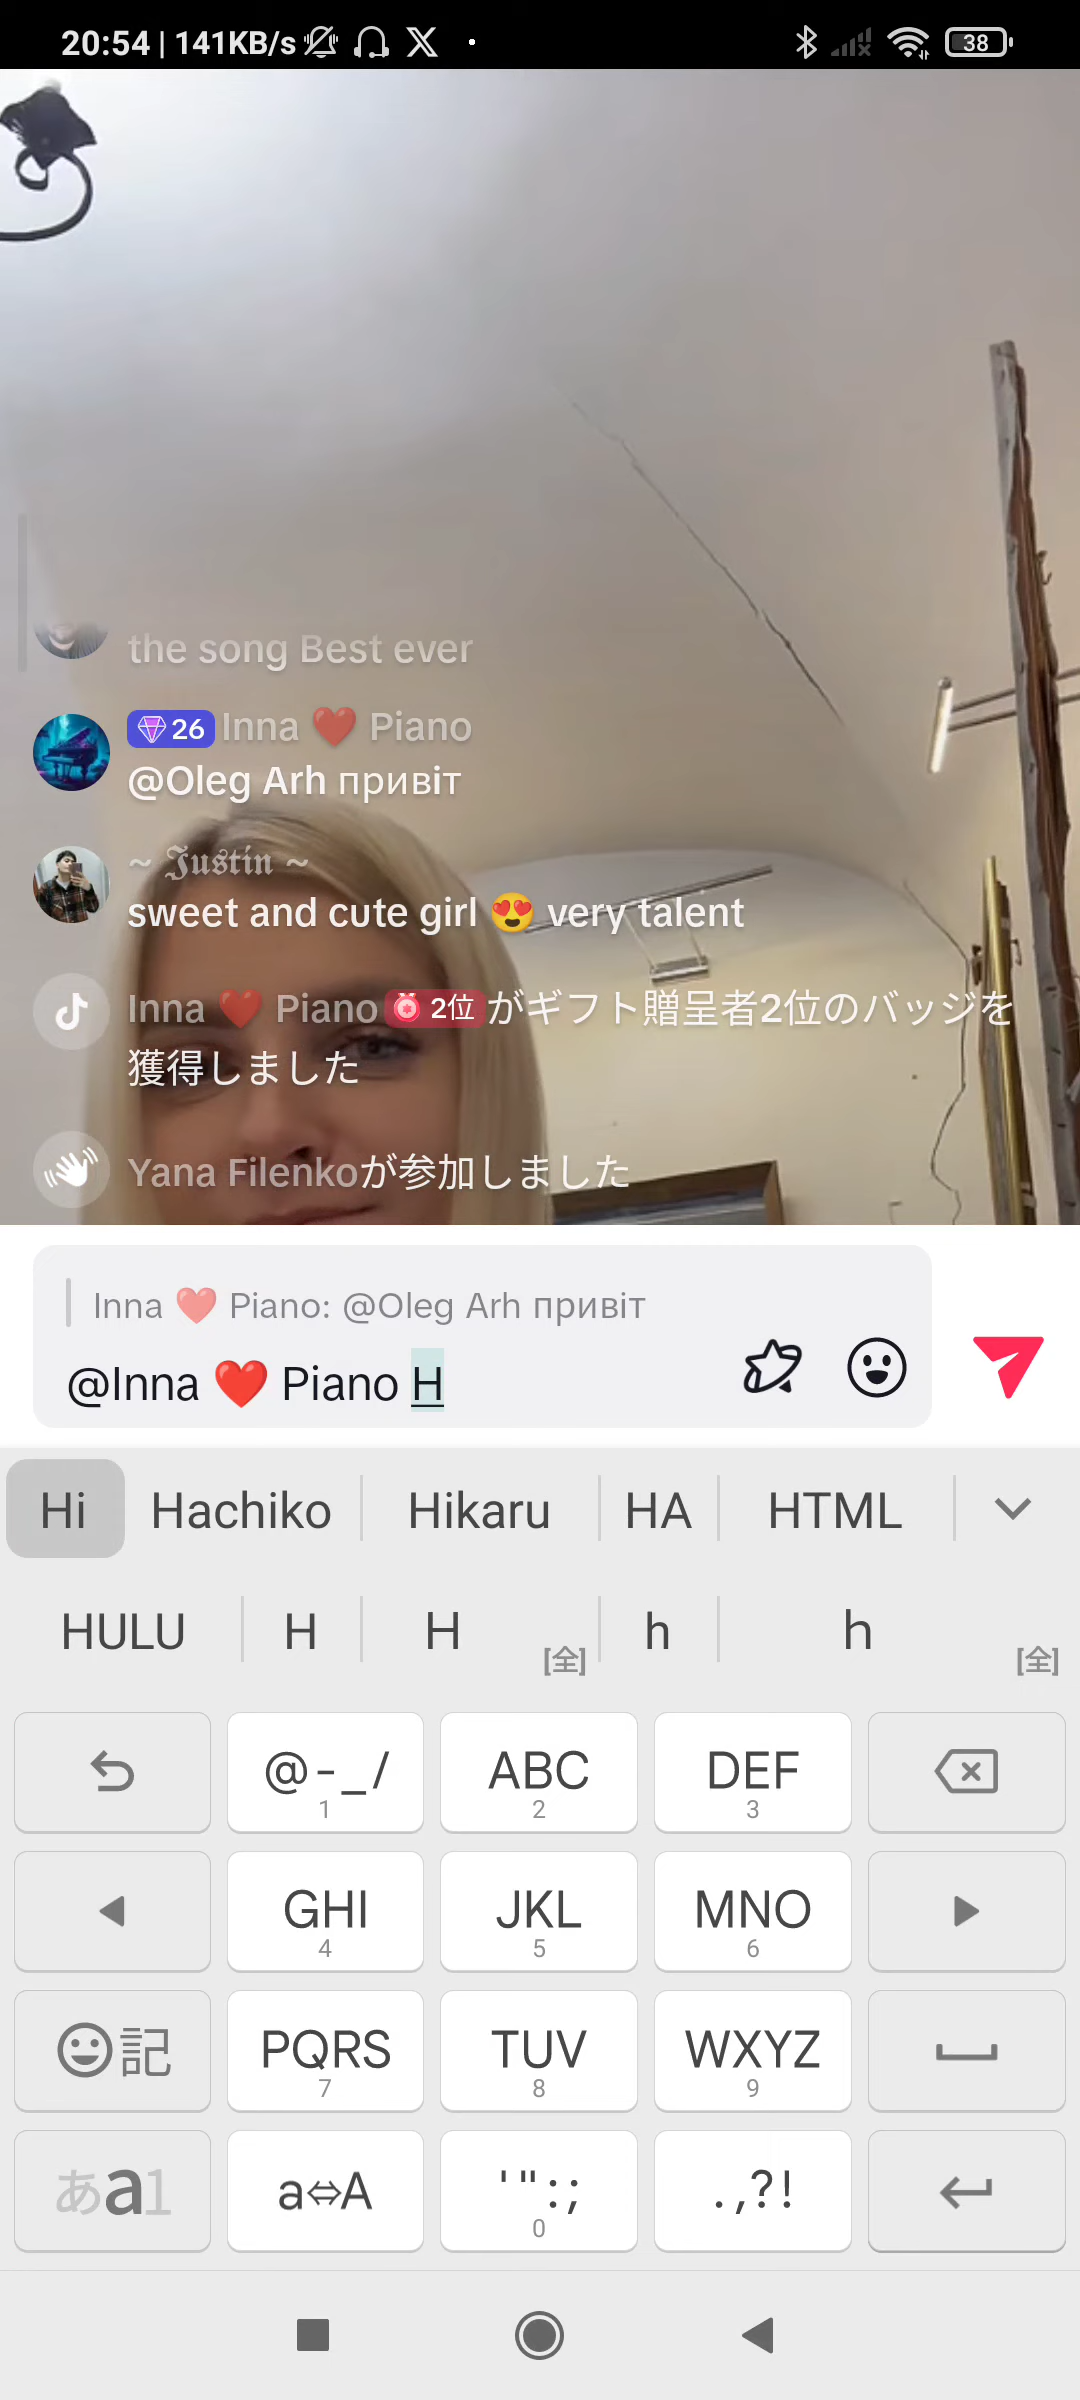 20:54 | 141KB/s
38
the song Best ever
26 Inna ❤️ Piano
@Oleg Arh привіт
~ 𝕵𝖚𝖘𝖙𝖎𝖓 ~
sweet and cute girl 😍 very talent
Inna ❤️ Piano 2位 がギフト贈呈者2位のバッジを
獲得しました
Yana Filenkoが参加しました
Inna ❤️ Piano: @Oleg Arh привіт
@Inna ❤️ Piano H
Hi Hachiko Hikaru HA HTML
HULU H H [全] h h [全]
@-_/ 1 ABC 2 DEF 3
GHI 4 JKL 5 MNO 6
記 PQRS 7 TUV 8 WXYZ 9
あa1 a⇔A '":; 0 .,?!